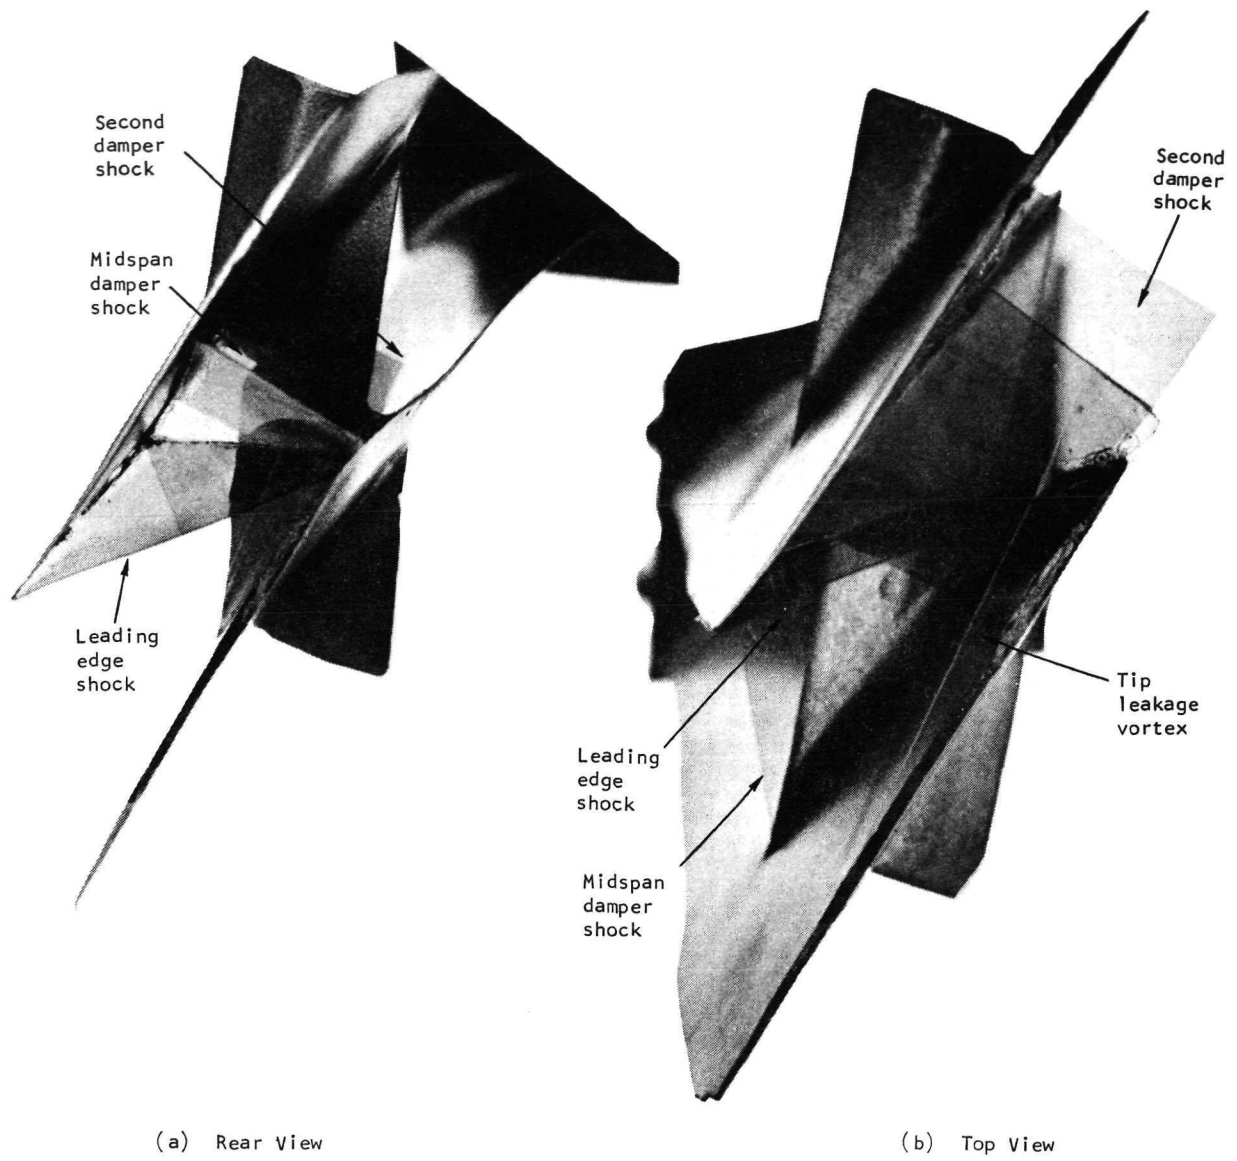 Second
damper
shock
Midspan
damper
shock
Leading
edge
shock
(a) Rear View
Second
damper
shock
Tip
leakage
vortex
Leading
edge
shock
Midspan
damper
shock
(b) Top View